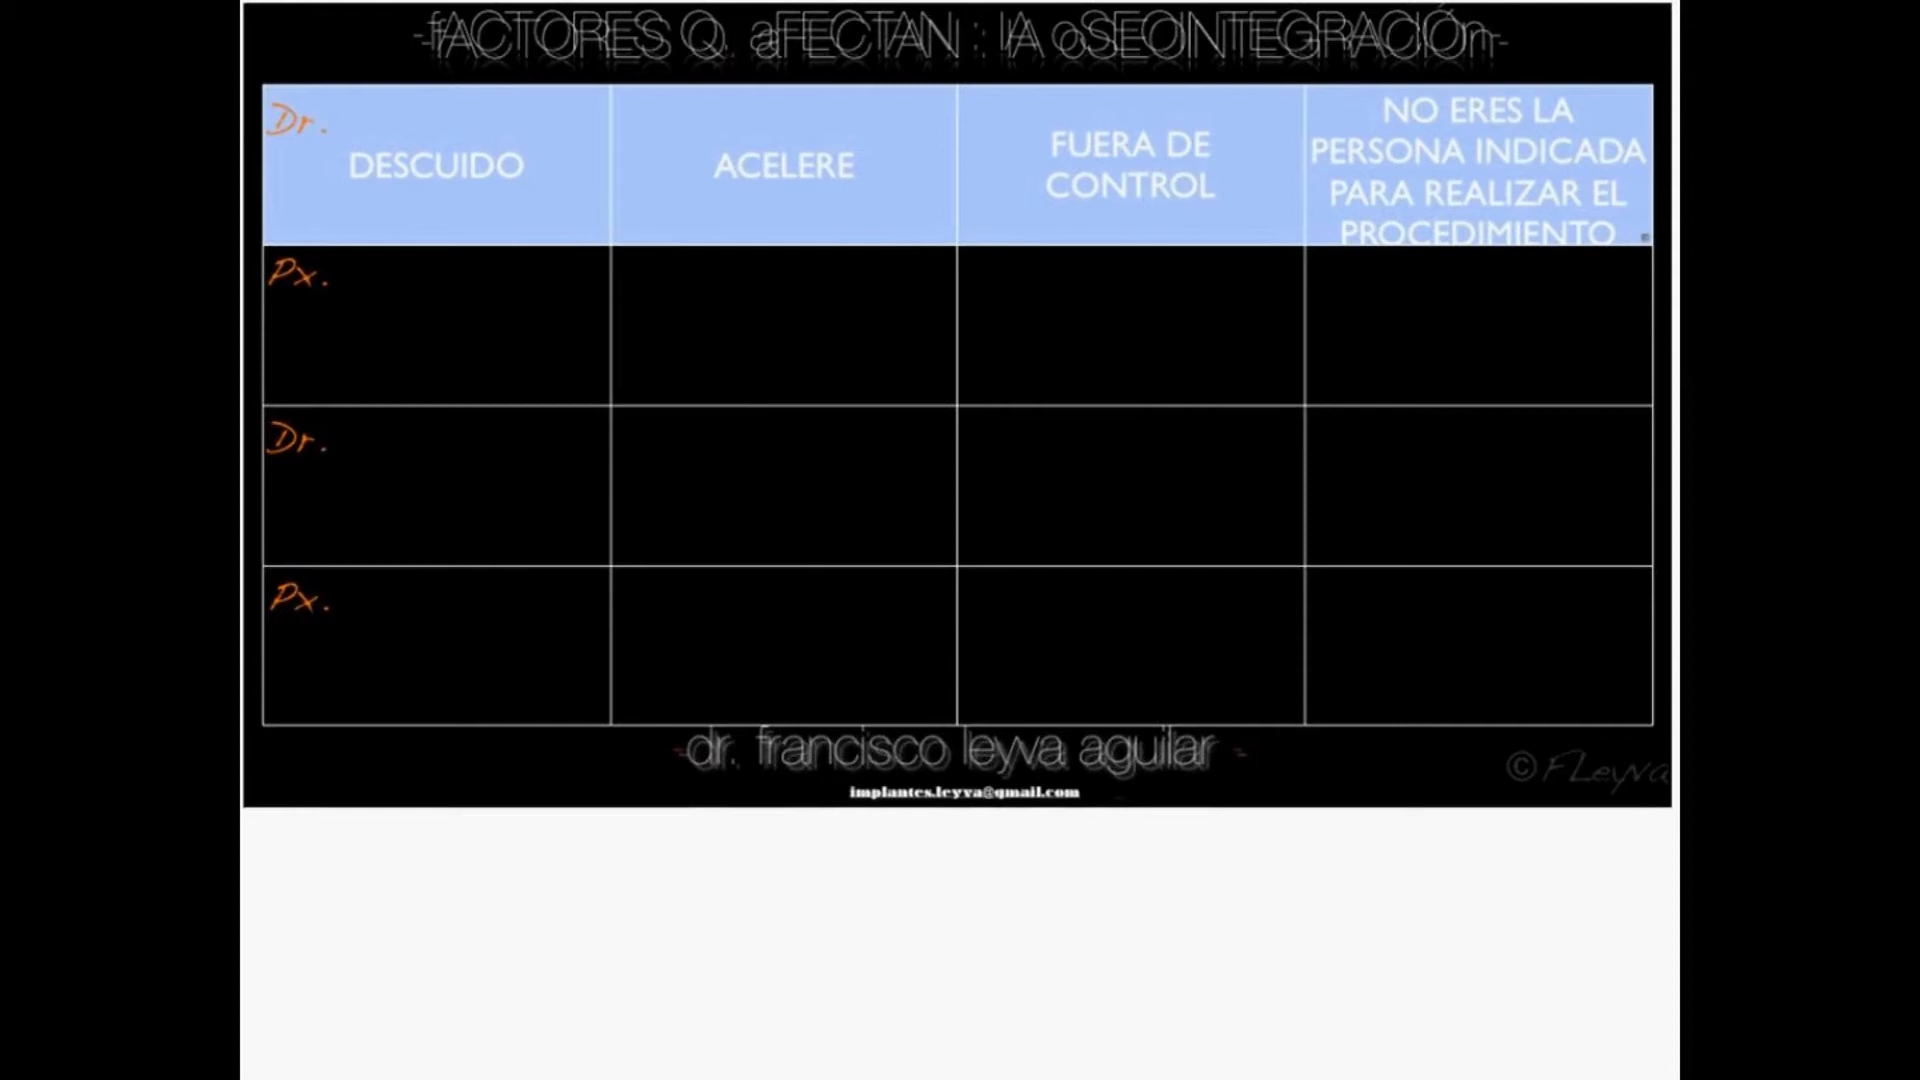 -fACTORES Q. aFECTAN : lA oSEOINTEGRACIÓn-
Dr.
DESCUIDO
ACELERE
FUERA DE
CONTROL
NO ERES LA
PERSONA INDICADA
PARA REALIZAR EL
PROCEDIMIENTO
Px.
Dr.
Px.
-dr. francisco leyva aguilar -
implantes.leyva@gmail.com
©FLeyva